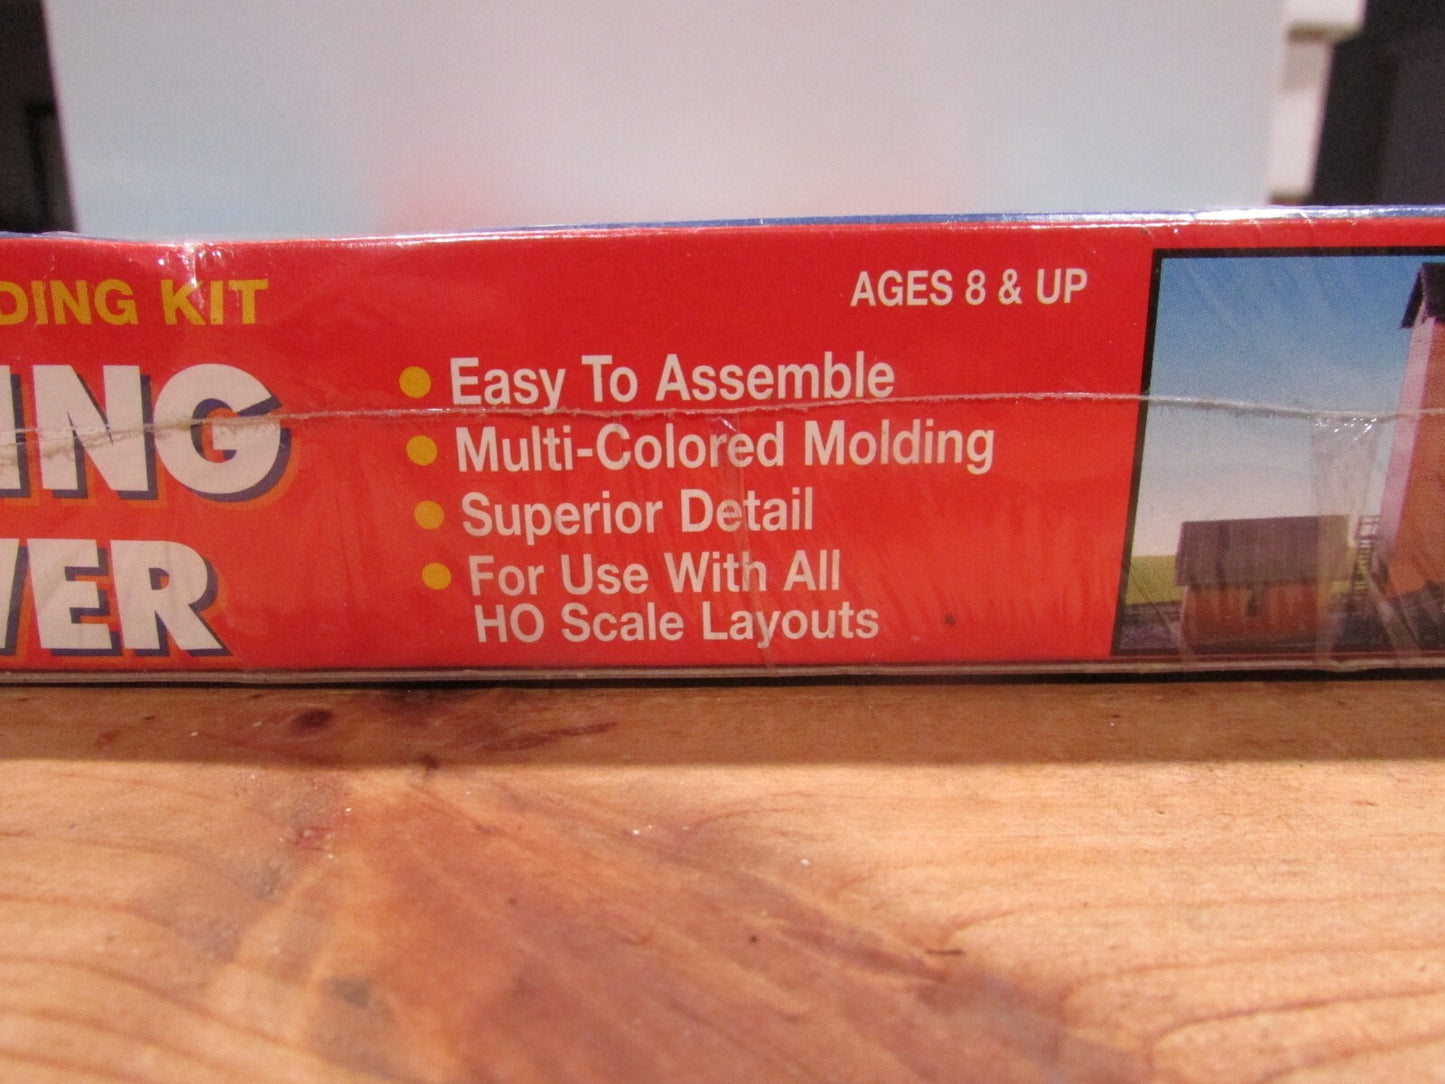 DING KIT
ING
VER
AGES 8 & UP
Easy To Assemble
Multi-Colored Molding
Superior Detail
For Use With All
HO Scale Layouts